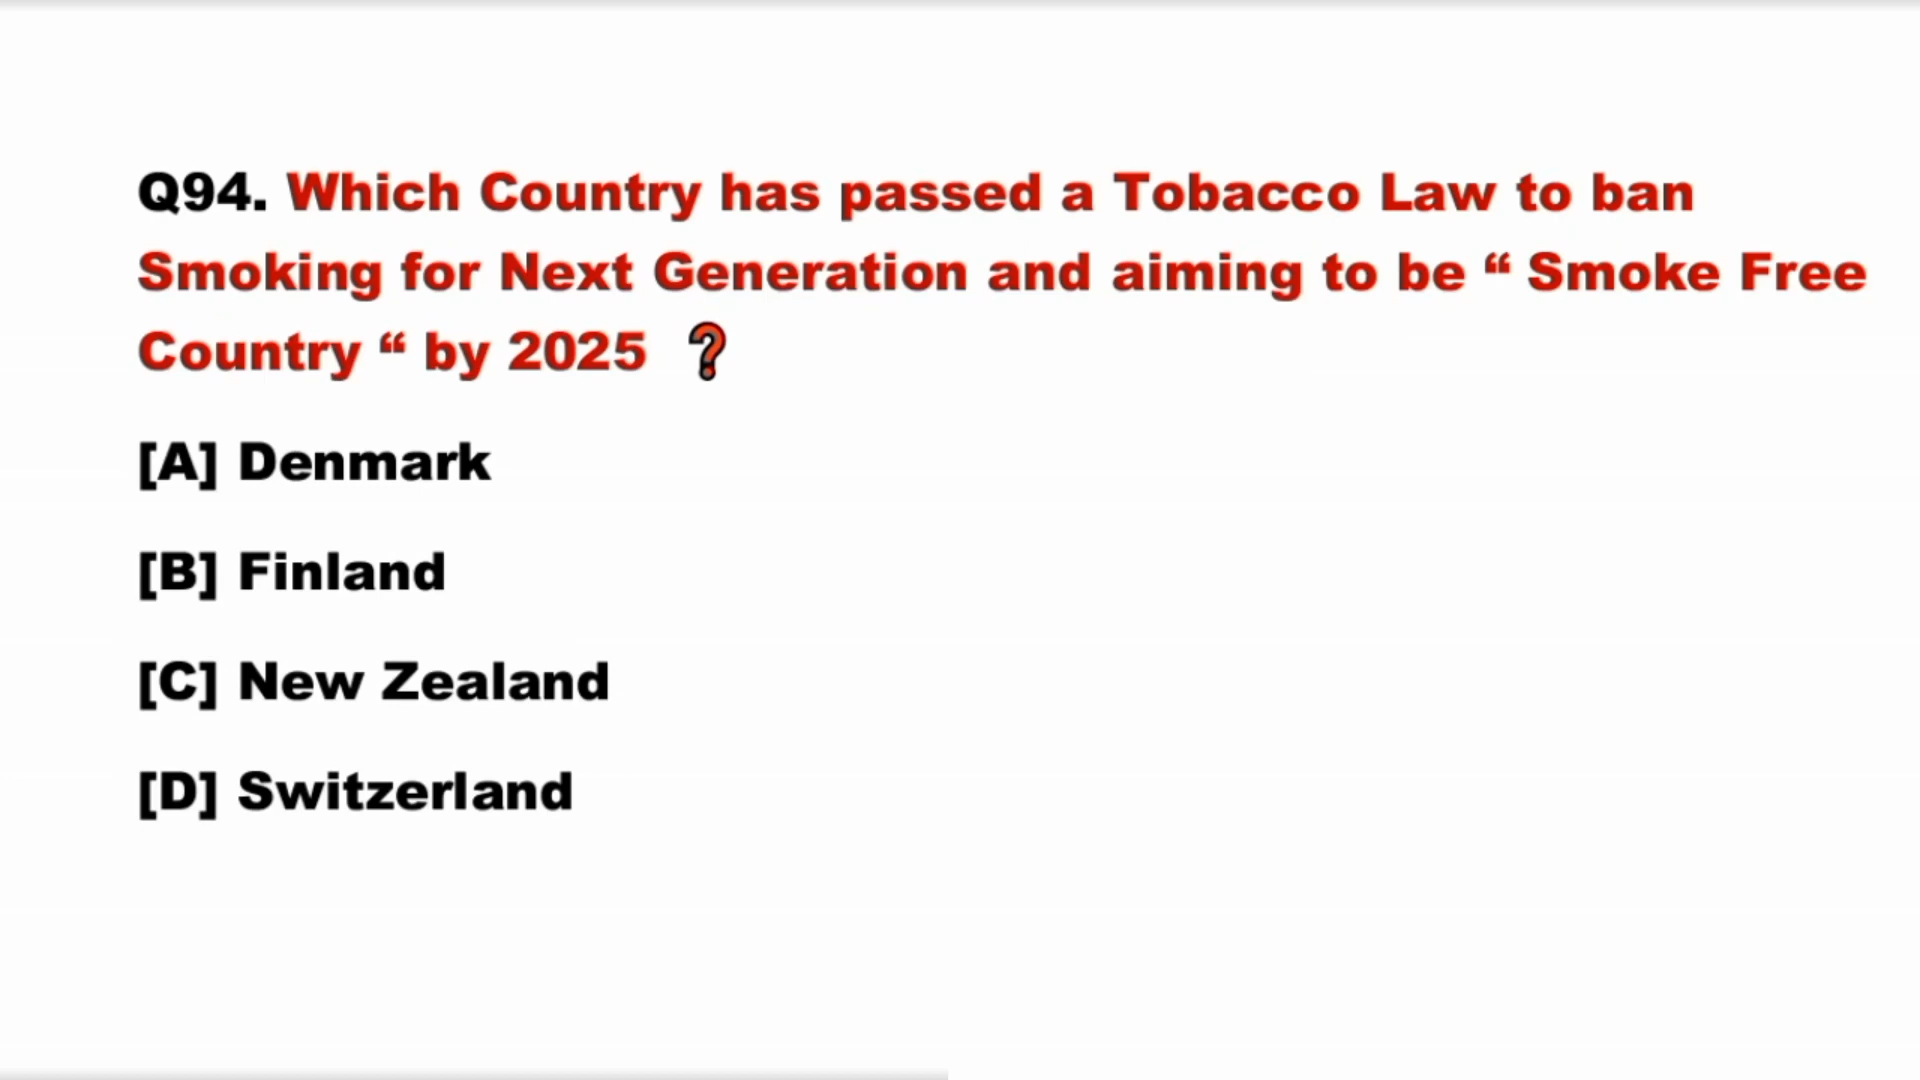 Q94. Which Country has passed a Tobacco Law to ban
Smoking for Next Generation and aiming to be “ Smoke Free
Country “ by 2025 ❓
[A] Denmark
[B] Finland
[C] New Zealand
[D] Switzerland